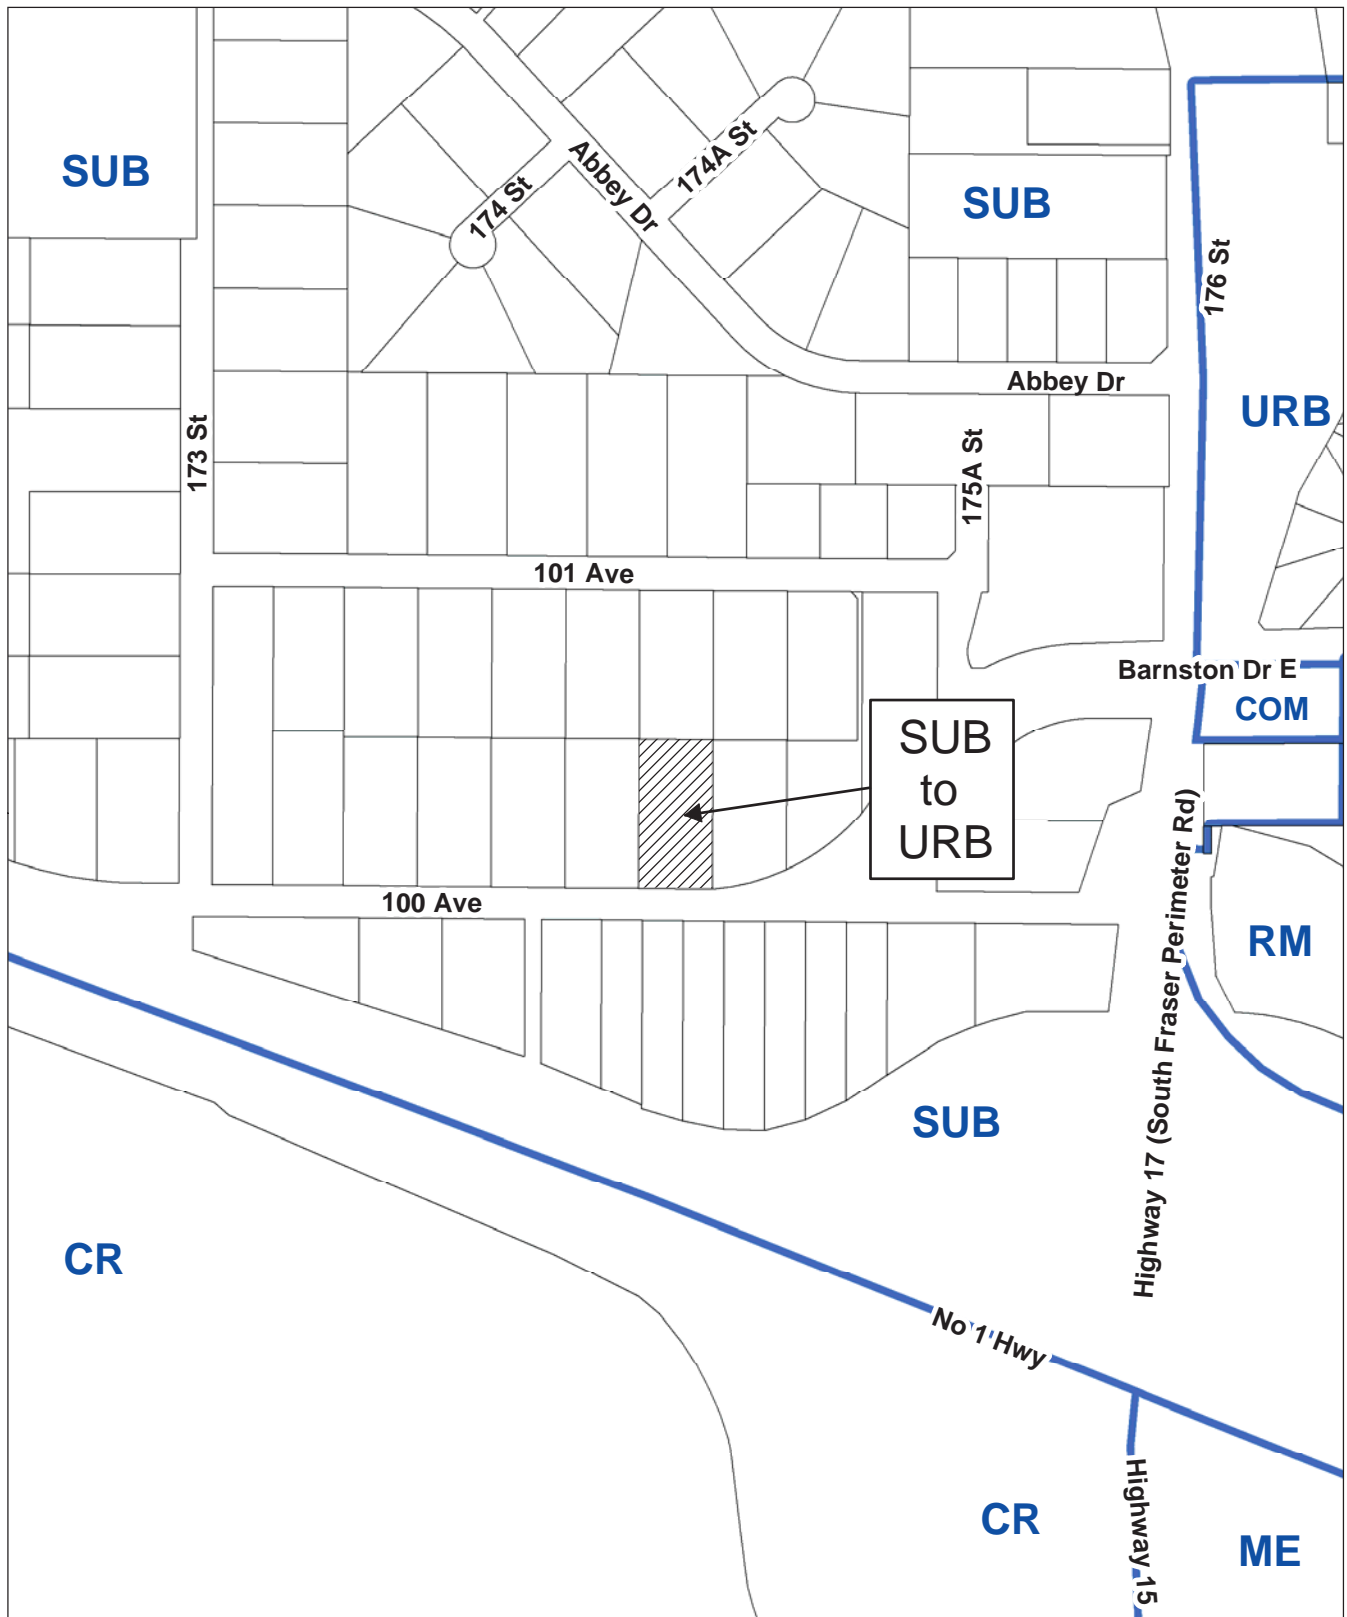 SUB
174A St
Abbey Dr
174 St
SUB
176 St
Abbey Dr
URB
173 St
175A St
101 Ave
Barnston Dr E
COM
SUB
to
URB
100 Ave
Highway 17 (South Fraser Perimeter Rd)
RM
SUB
CR
No 1 Hwy
Highway 15
CR
ME